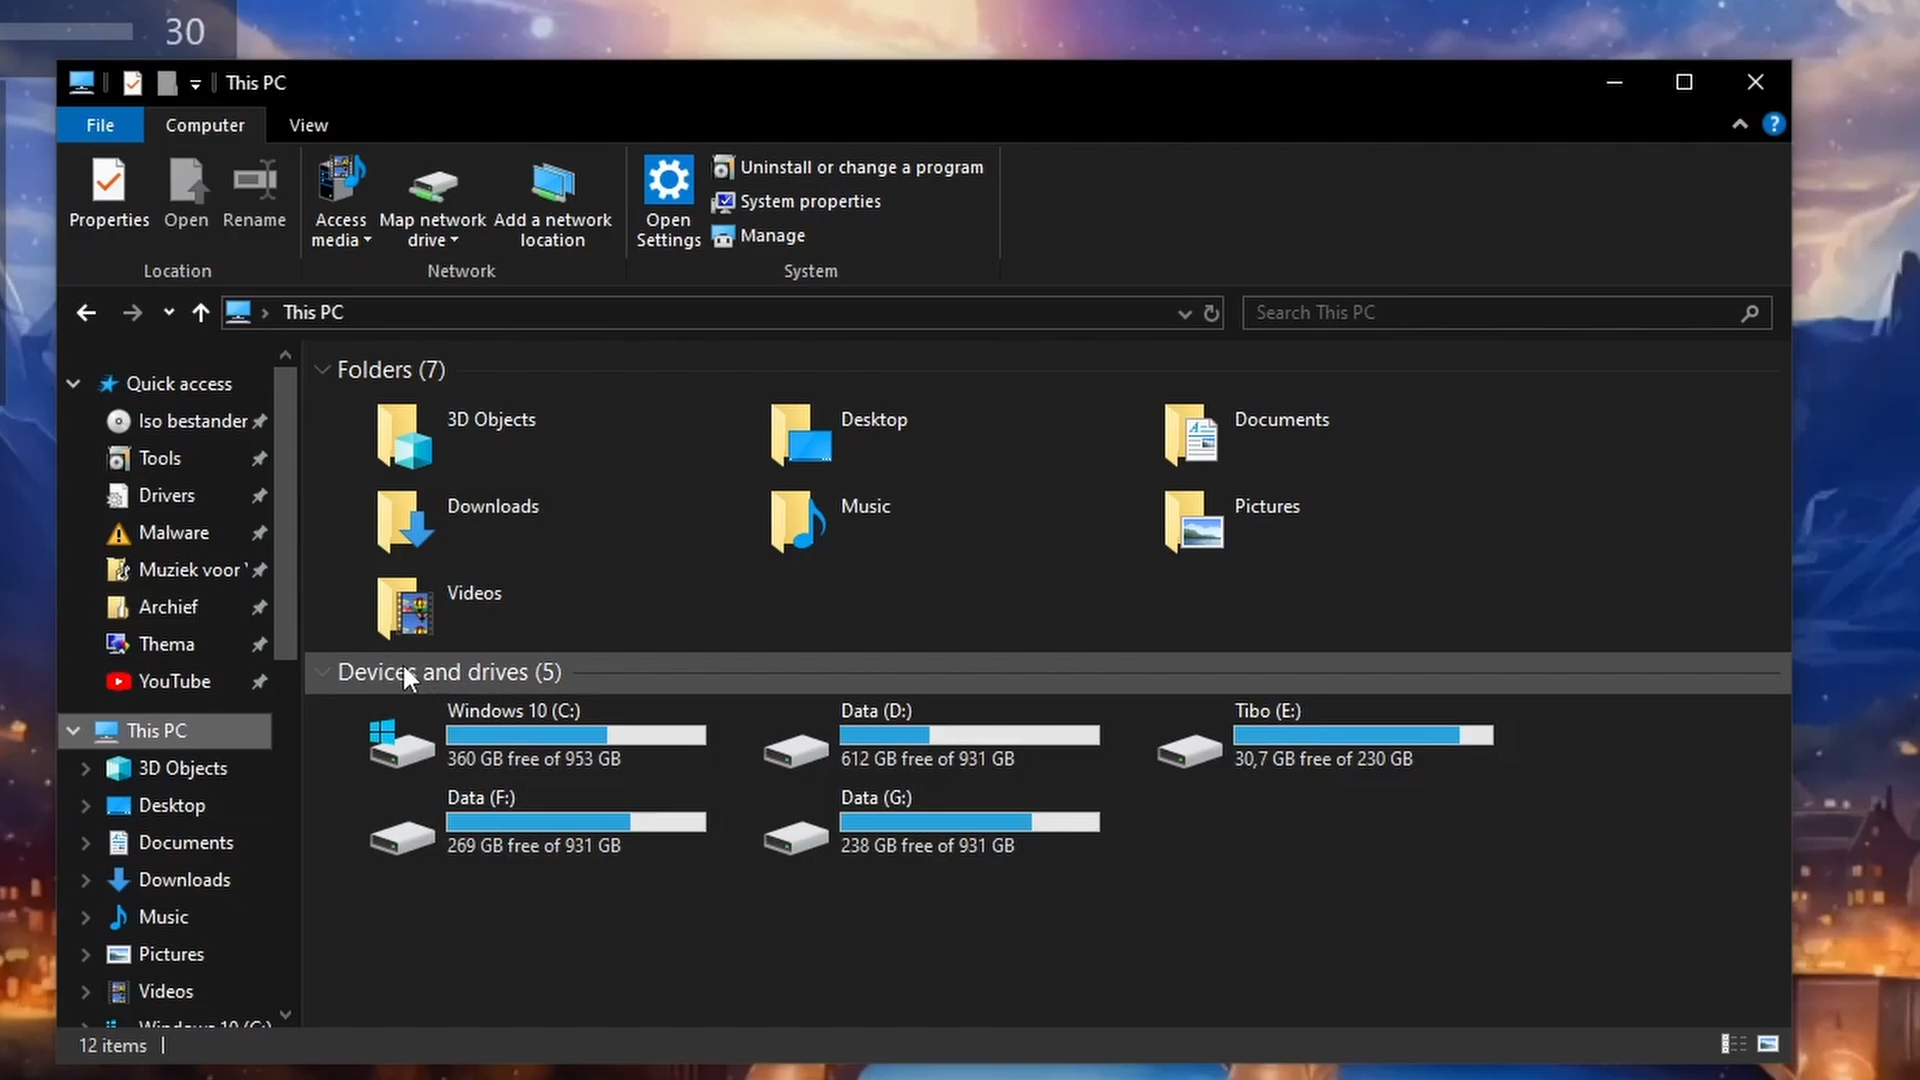 30
This PC
File
Computer
View
Properties
Open
Rename
Access
media
Map network
drive
Add a network
location
Open
Settings
Uninstall or change a program
System properties
Manage
Location
Network
System
This PC
Search This PC
Quick access
Iso bestander
Tools
Drivers
Malware
Muziek voor
Archief
Thema
YouTube
This PC
3D Objects
Desktop
Documents
Downloads
Music
Pictures
Videos
Windows 10 (C:)
Folders (7)
3D Objects
Desktop
Documents
Downloads
Music
Pictures
Videos
Devices and drives (5)
Windows 10 (C:)
360 GB free of 953 GB
Data (D:)
612 GB free of 931 GB
Tibo (E:)
30,7 GB free of 230 GB
Data (F:)
269 GB free of 931 GB
Data (G:)
238 GB free of 931 GB
12 items